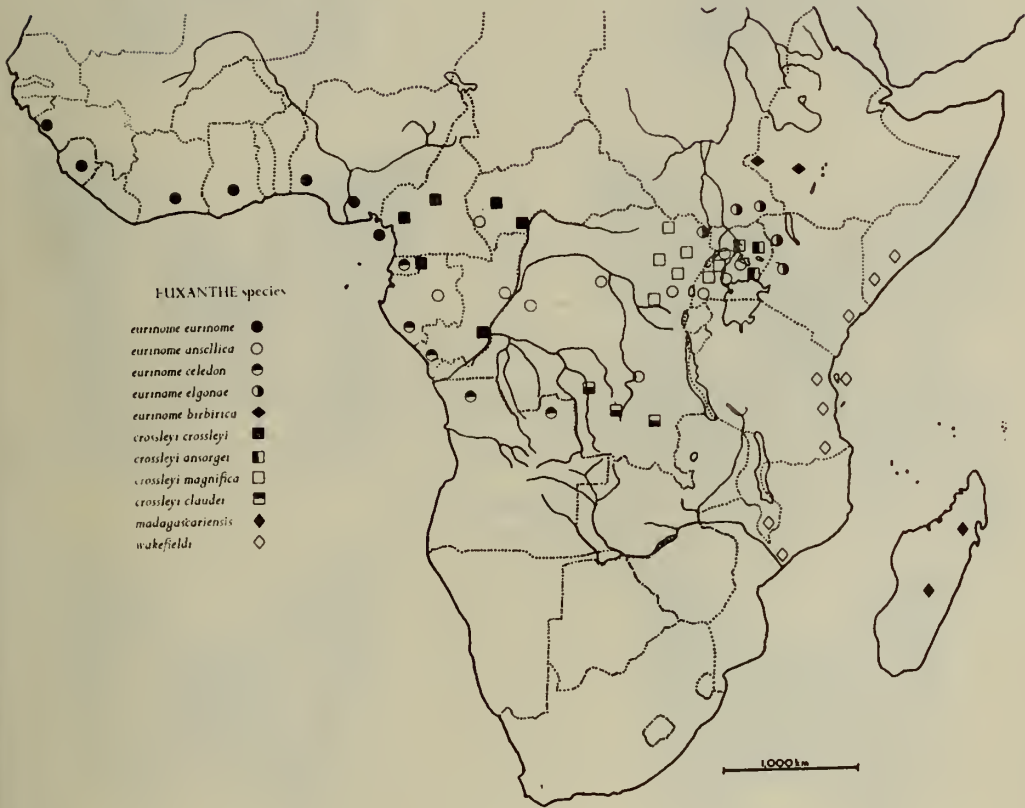 EUXANTHE species
eurinome eurinome
eurinome ansellica
eurinome celedon
euriname elgonae
eurinome birbirica
crossleyi crossleyi
crossleyi ansorgei
crossleyi magnifica
crossleyi claudei
madagascariensis
wakefieldi
1,000 km